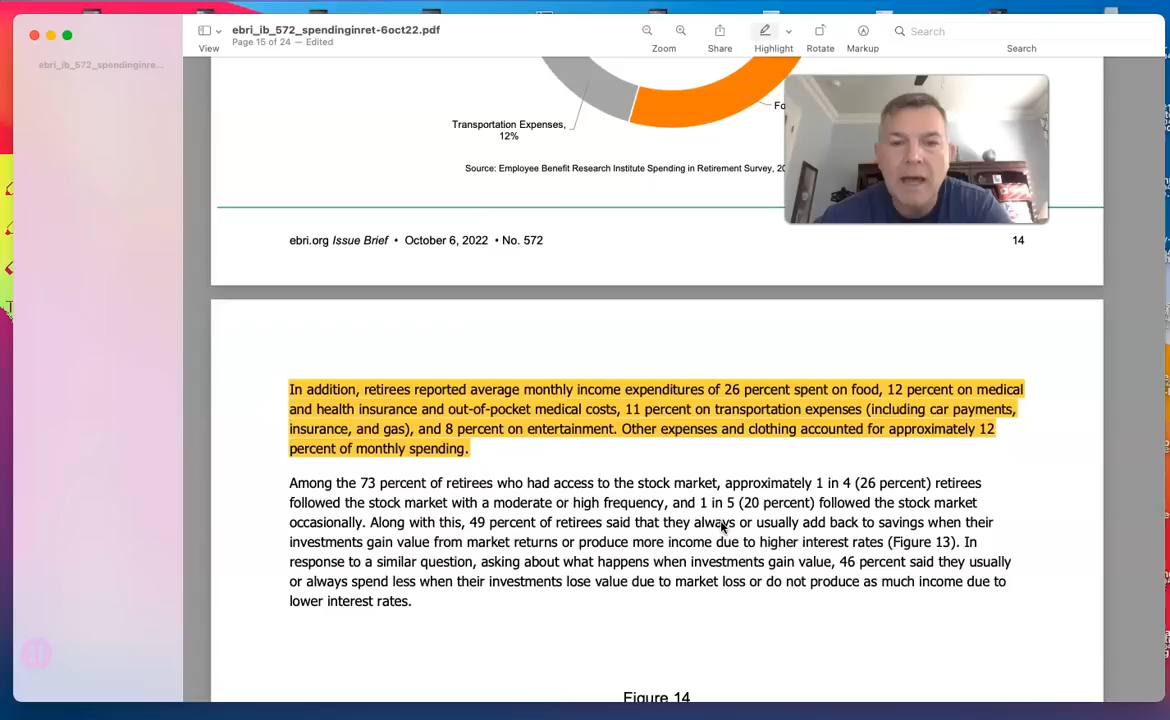 ebri_ib_572_spendinginret-6oct22.pdf
Page 15 of 24 — Edited
View
Zoom
Share
Highlight
Rotate
Markup
Search
Search
ebri_ib_572_spendinginre...
Transportation Expenses,
12%
Fo
Source: Employee Benefit Research Institute Spending in Retirement Survey, 20
ebri.org Issue Brief • October 6, 2022 • No. 572
14
In addition, retirees reported average monthly income expenditures of 26 percent spent on food, 12 percent on medical
and health insurance and out-of-pocket medical costs, 11 percent on transportation expenses (including car payments,
insurance, and gas), and 8 percent on entertainment. Other expenses and clothing accounted for approximately 12
percent of monthly spending.
Among the 73 percent of retirees who had access to the stock market, approximately 1 in 4 (26 percent) retirees
followed the stock market with a moderate or high frequency, and 1 in 5 (20 percent) followed the stock market
occasionally. Along with this, 49 percent of retirees said that they always or usually add back to savings when their
investments gain value from market returns or produce more income due to higher interest rates (Figure 13). In
response to a similar question, asking about what happens when investments gain value, 46 percent said they usually
or always spend less when their investments lose value due to market loss or do not produce as much income due to
lower interest rates.
Figure 14